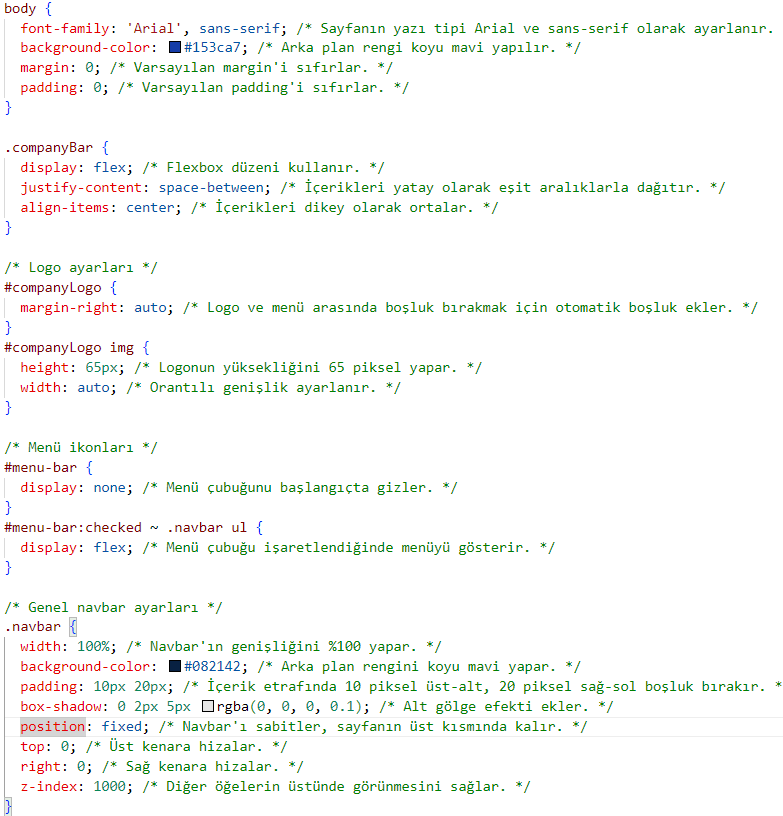 body {
font-family: 'Arial', sans-serif; /* Sayfanın yazı tipi Arial ve sans-serif olarak ayarlanır.
background-color: #153ca7; /* Arka plan rengi koyu mavi yapılır. */
margin: 0; /* Varsayılan margin'i sıfırlar. */
padding: 0; /* Varsayılan padding'i sıfırlar. */
}
.companyBar {
display: flex; /* Flexbox düzeni kullanır. */
justify-content: space-between; /* İçerikleri yatay olarak eşit aralıklarla dağıtır. */
align-items: center; /* İçerikleri dikey olarak ortalar. */
}
/* Logo ayarları */
#companyLogo {
margin-right: auto; /* Logo ve menü arasında boşluk bırakmak için otomatik boşluk ekler. */
}
#companyLogo img {
height: 65px; /* Logonun yüksekliğini 65 piksel yapar. */
width: auto; /* Orantılı genişlik ayarlanır. */
}
/* Menü ikonları */
#menu-bar {
display: none; /* Menü çubuğunu başlangıçta gizler. */
}
#menu-bar:checked ~ .navbar ul {
display: flex; /* Menü çubuğu işaretlendiğinde menüyü gösterir. */
}
/* Genel navbar ayarları */
.navbar {
width: 100%; /* Navbar'ın genişliğini %100 yapar. */
background-color: #082142; /* Arka plan rengini koyu mavi yapar. */
padding: 10px 20px; /* İçerik etrafında 10 piksel üst-alt, 20 piksel sağ-sol boşluk bırakır. *
box-shadow: 0 2px 5px rgba(0, 0, 0, 0.1); /* Alt gölge efekti ekler. */
position: fixed; /* Navbar'ı sabitler, sayfanın üst kısmında kalır. */
top: 0; /* Üst kenara hizalar. */
right: 0; /* Sağ kenara hizalar. */
z-index: 1000; /* Diğer öğelerin üstünde görünmesini sağlar. */
}